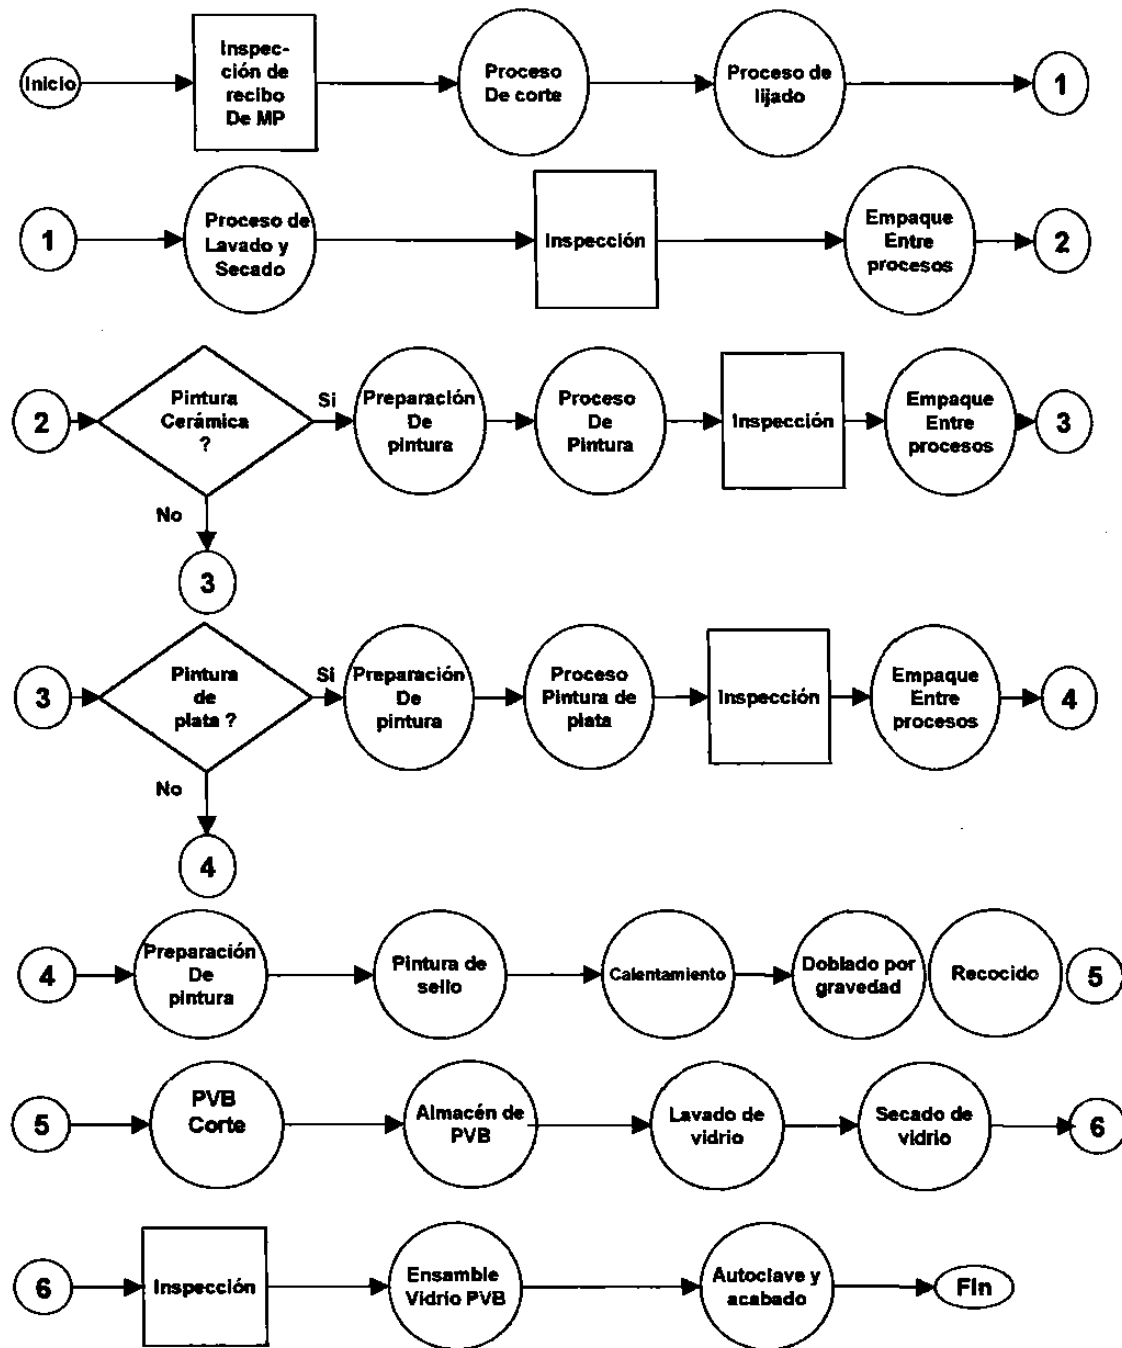 Inicio
Inspec-
ción de
recibo
De MP
Proceso
De corte
Proceso de
lijado
1
1
Proceso de
Lavado y
Secado
Inspección
Empaque
Entre
procesos
2
2
Pintura
Cerámica
?
Si
Preparación
De
pintura
Proceso
De
Pintura
Inspección
Empaque
Entre
procesos
3
No
3
3
Pintura
de
plata ?
Si
Preparación
De
pintura
Proceso
Pintura de
plata
Inspección
Empaque
Entre
procesos
4
No
4
4
Preparación
De
pintura
Pintura de
sello
Calentamiento
Doblado por
gravedad
Recocido
5
5
PVB
Corte
Almacén de
PVB
Lavado de
vidrio
Secado de
vidrio
6
6
Inspección
Ensamble
Vidrio PVB
Autoclave y
acabado
Fin